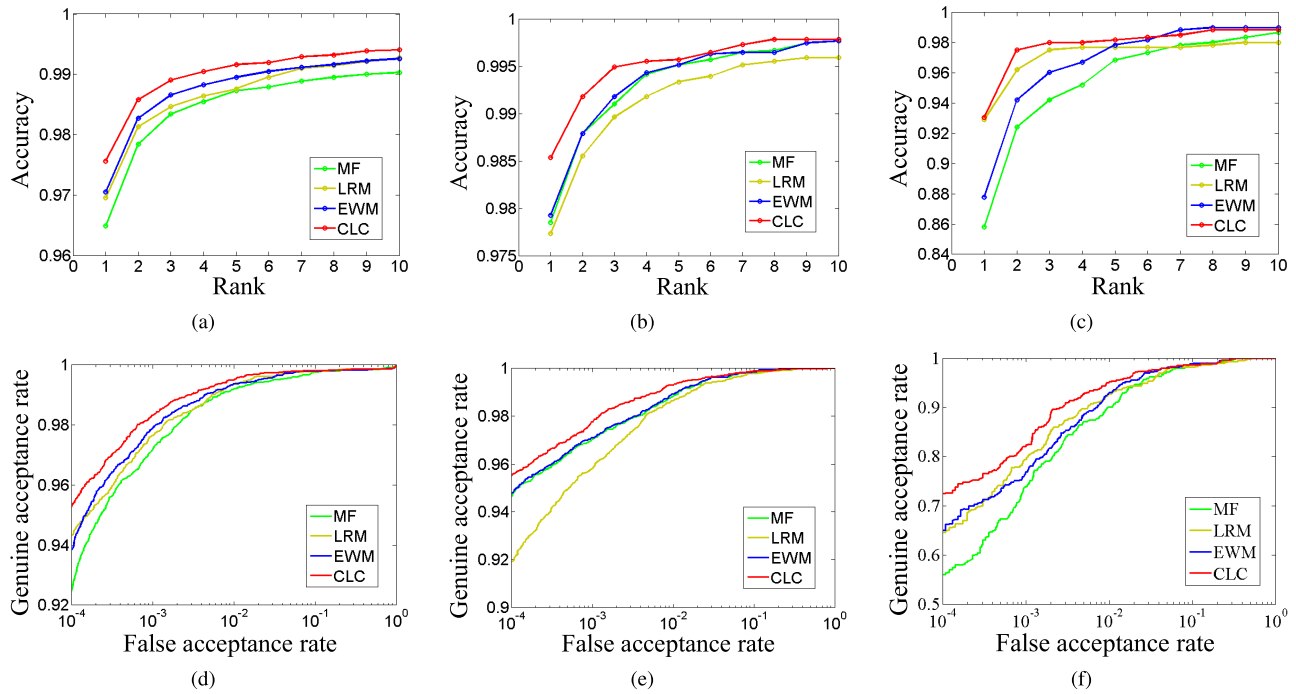 Accuracy
1
0.99
0.98
0.97
0.96
0 1 2 3 4 5 6 7 8 9 10
Rank
MF
LRM
EWM
CLC
(a)
Accuracy
1
0.995
0.99
0.985
0.98
0.975
0 1 2 3 4 5 6 7 8 9 10
Rank
MF
LRM
EWM
CLC
(b)
Accuracy
1
0.98
0.96
0.94
0.92
0.9
0.88
0.86
0.84
0 1 2 3 4 5 6 7 8 9 10
Rank
MF
LRM
EWM
CLC
(c)
Genuine acceptance rate
1
0.98
0.96
0.94
0.92
10⁻⁴ 10⁻³ 10⁻² 10⁻¹ 10⁰
False acceptance rate
MF
LRM
EWM
CLC
(d)
Genuine acceptance rate
1
0.98
0.96
0.94
0.92
0.9
10⁻⁴ 10⁻³ 10⁻² 10⁻¹ 10⁰
False acceptance rate
MF
LRM
EWM
CLC
(e)
Genuine acceptance rate
1
0.9
0.8
0.7
0.6
0.5
10⁻⁴ 10⁻³ 10⁻² 10⁻¹ 10⁰
False acceptance rate
MF
LRM
EWM
CLC
(f)